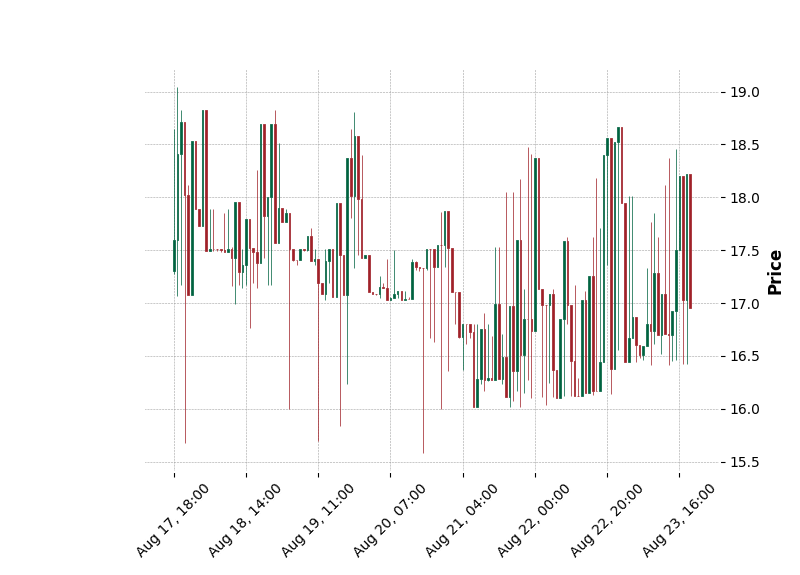 19.0
18.5
18.0
17.5
17.0
16.5
16.0
15.5
Price
Aug 17, 18:00
Aug 18, 14:00
Aug 19, 11:00
Aug 20, 07:00
Aug 21, 04:00
Aug 22, 00:00
Aug 22, 20:00
Aug 23, 16:00